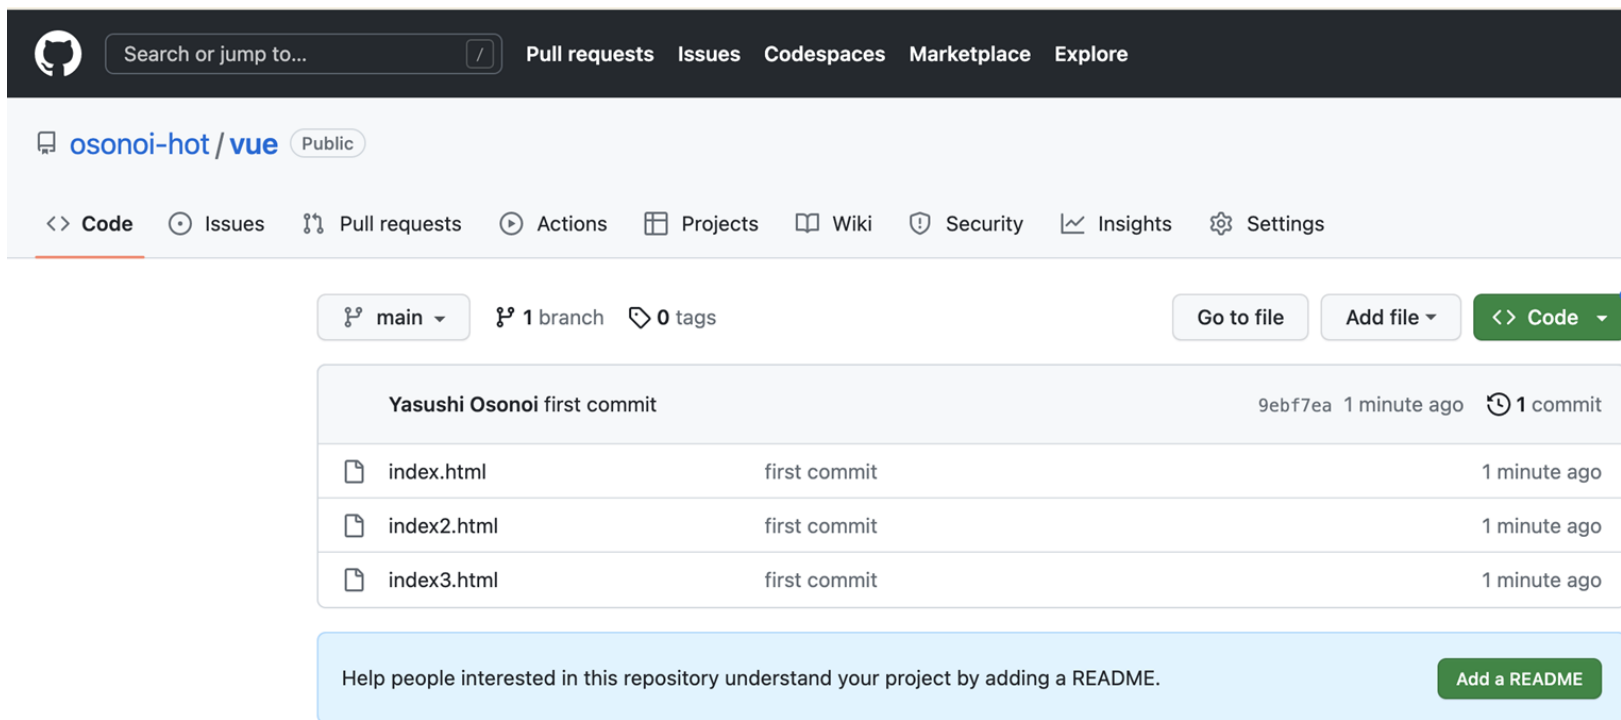 Search or jump to... / Pull requests Issues Codespaces Marketplace Explore
osonoi-hot / vue Public
Code Issues Pull requests Actions Projects Wiki Security Insights Settings
main 1 branch 0 tags Go to file Add file Code
Yasushi Osonoi first commit 9ebf7ea 1 minute ago 1 commit
index.html first commit 1 minute ago
index2.html first commit 1 minute ago
index3.html first commit 1 minute ago
Help people interested in this repository understand your project by adding a README. Add a README